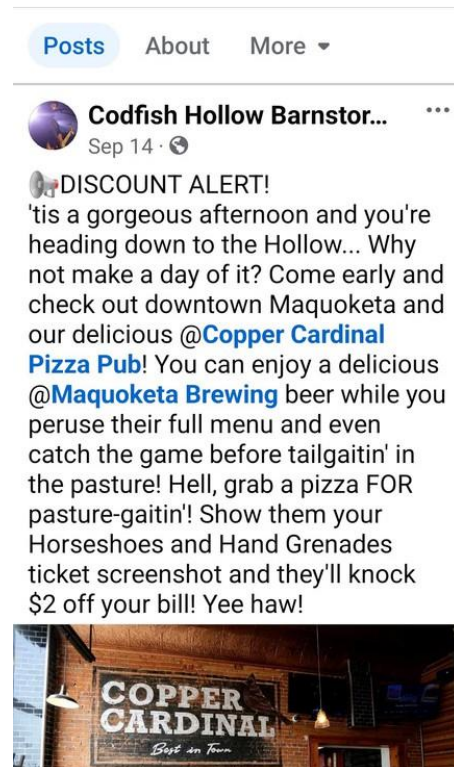 Posts About More
Codfish Hollow Barnstor...
Sep 14 ·
DISCOUNT ALERT!
'tis a gorgeous afternoon and you're
heading down to the Hollow... Why
not make a day of it? Come early and
check out downtown Maquoketa and
our delicious @Copper Cardinal
Pizza Pub! You can enjoy a delicious
@Maquoketa Brewing beer while you
peruse their full menu and even
catch the game before tailgaitin' in
the pasture! Hell, grab a pizza FOR
pasture-gaitin'! Show them your
Horseshoes and Hand Grenades
ticket screenshot and they'll knock
$2 off your bill! Yee haw!
COPPER
CARDINAL
Best in Town